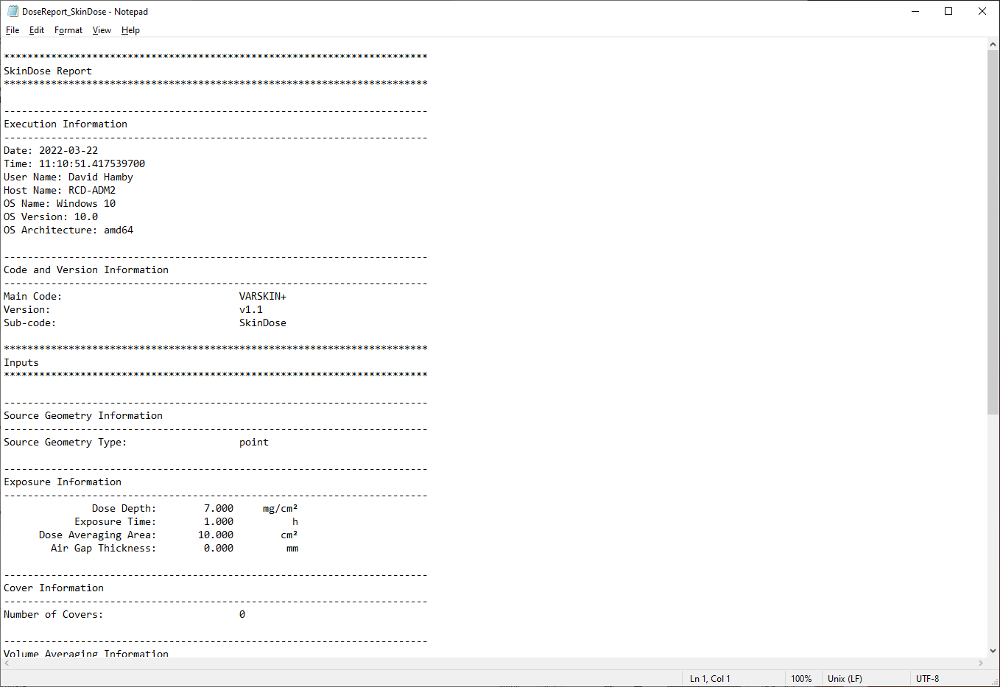 DoseReport_SkinDose - Notepad
File Edit Format View Help
************************************************************************
SkinDose Report
************************************************************************
------------------------------------------------------------------------
Execution Information
------------------------------------------------------------------------
Date: 2022-03-22
Time: 11:10:51.417539700
User Name: David Hamby
Host Name: RCD-ADM2
OS Name: Windows 10
OS Version: 10.0
OS Architecture: amd64
------------------------------------------------------------------------
Code and Version Information
------------------------------------------------------------------------
Main Code: VARSKIN+
Version: v1.1
Sub-code: SkinDose
************************************************************************
Inputs
************************************************************************
------------------------------------------------------------------------
Source Geometry Information
------------------------------------------------------------------------
Source Geometry Type: point
------------------------------------------------------------------------
Exposure Information
------------------------------------------------------------------------
Dose Depth: 7.000 mg/cm²
Exposure Time: 1.000 h
Dose Averaging Area: 10.000 cm²
Air Gap Thickness: 0.000 mm
------------------------------------------------------------------------
Cover Information
------------------------------------------------------------------------
Number of Covers: 0
------------------------------------------------------------------------
Volume Averaging Information
Ln 1, Col 1 100% Unix (LF) UTF-8